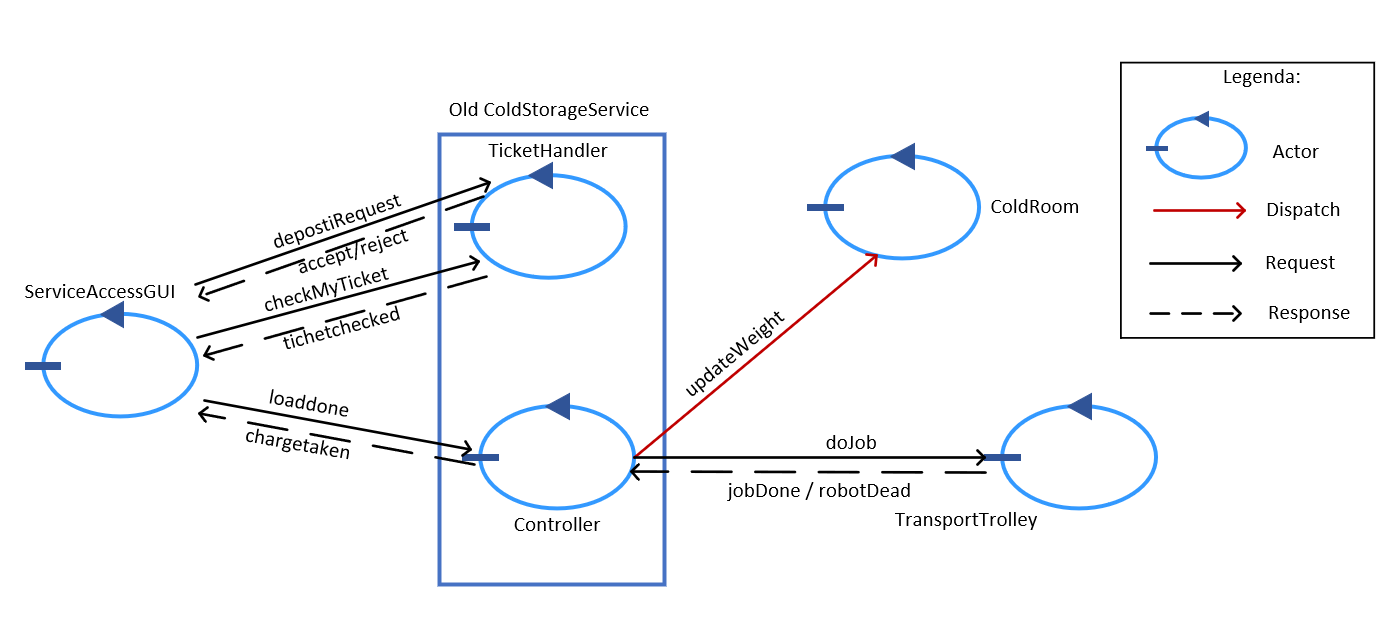 Legenda:
Actor
Dispatch
Request
Response
Old ColdStorageService
TicketHandler
depostiRequest
accept/reject
checkMyTicket
tichetchecked
ServiceAccessGUI
loaddone
chargetaken
Controller
updateWeight
ColdRoom
doJob
jobDone / robotDead
TransportTrolley